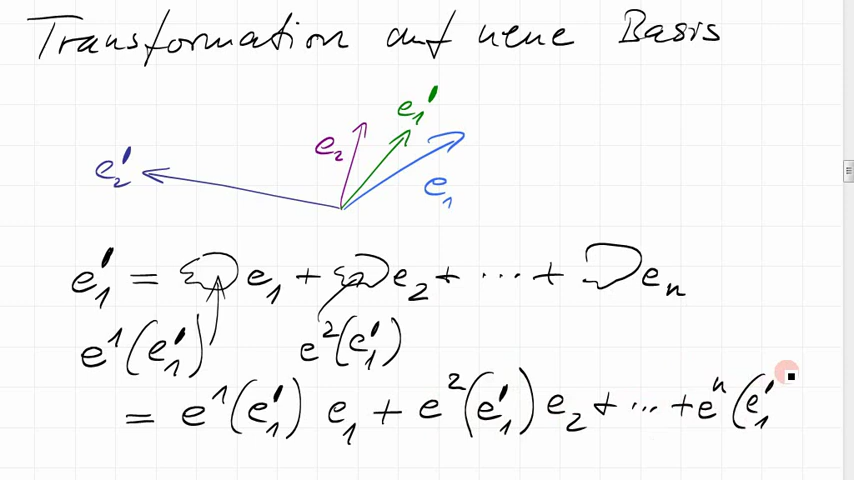 Transformation auf neue Basis
e₁'
e₂
e₂'
e₁
e₁' = e₁ + e₂ + ... + eₙ
e¹(e₁') e²(e₁')
= e¹(e₁') e₁ + e²(e₁') e₂ + ... + eⁿ(e₁'